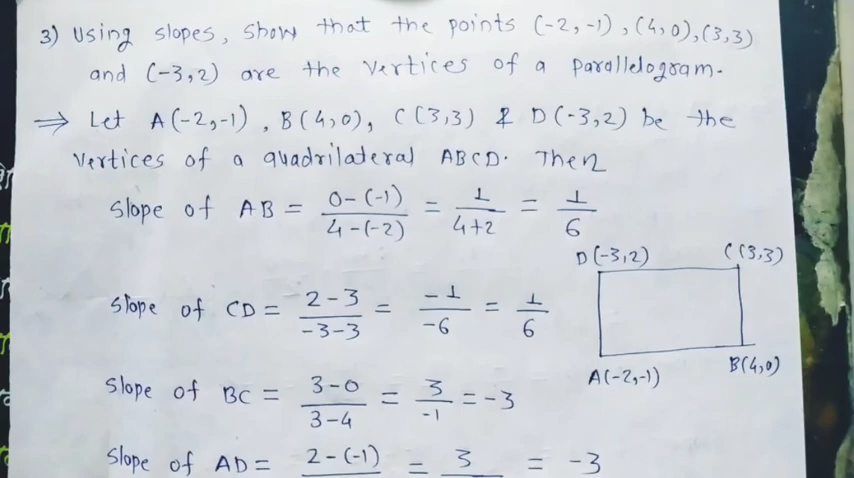 3) Using slopes, show that the points (-2,-1), (4,0), (3,3)
and (-3,2) are the vertices of a parallelogram.
⇒ Let A(-2,-1), B(4,0), C(3,3) & D(-3,2) be the
vertices of a quadrilateral ABCD. Then
slope of AB = 0-(-1)/4-(-2) = 1/4+2 = 1/6
D(-3,2) C(3,3)
slope of CD = 2-3/-3-3 = -1/-6 = 1/6
A(-2,-1) B(4,0)
slope of BC = 3-0/3-4 = 3/-1 = -3
slope of AD = 2-(-1) = 3 = -3